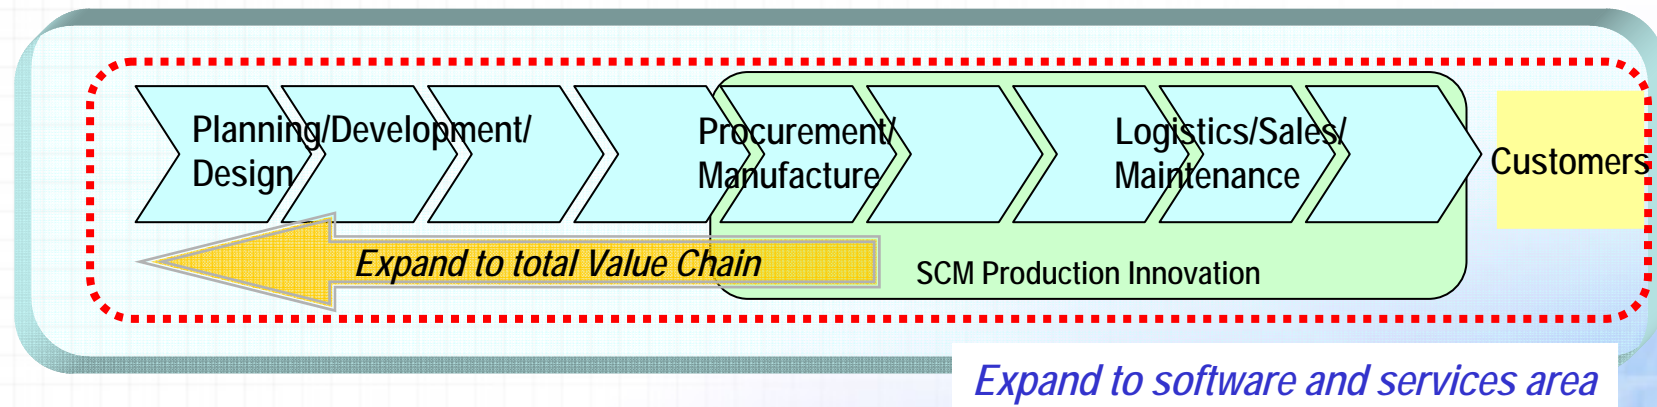 Planning/Development/
Design
Procurement/
Manufacture
Logistics/Sales/
Maintenance
Customers
Expand to total Value Chain
SCM Production Innovation
Expand to software and services area